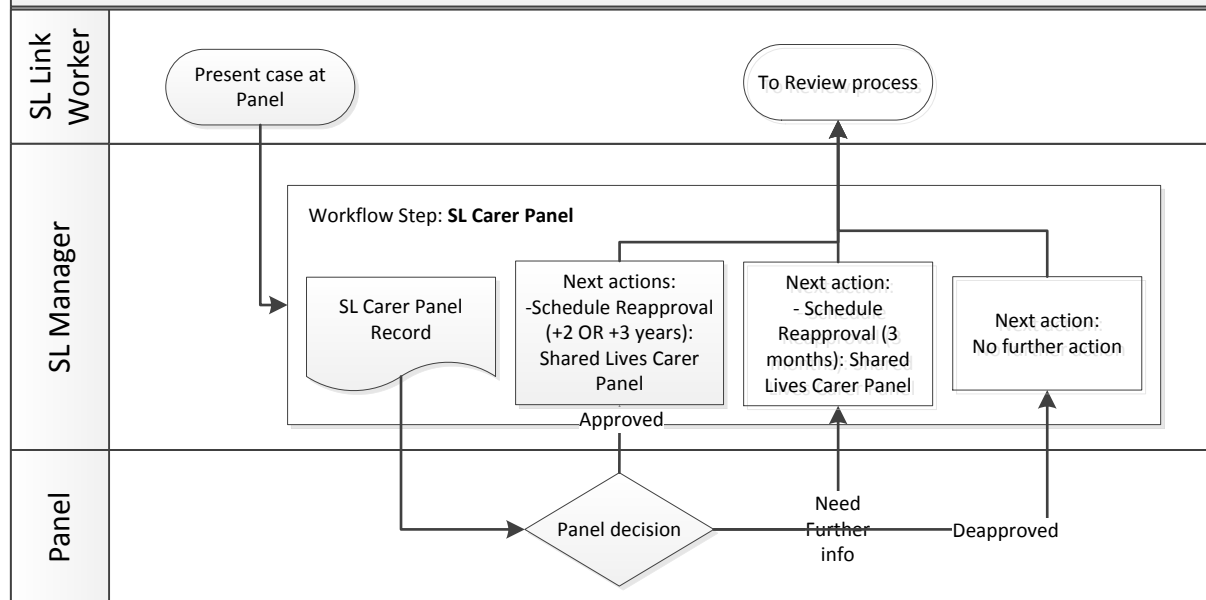 SL Link
Worker
Present case at
Panel
To Review process
SL Manager
Workflow Step: SL Carer Panel
SL Carer Panel
Record
Next actions:
-Schedule Reapproval
(+2 OR +3 years):
Shared Lives Carer
Panel
Next action:
- Schedule
Reapproval (3
months): Shared
Lives Carer Panel
Next action:
No further action
Approved
Panel
Panel decision
Need
Further
info
Deapproved